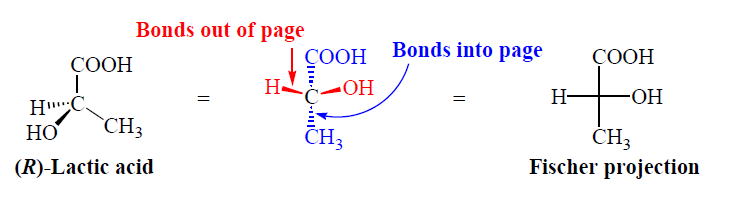 Bonds out of page
COOH
H C
HO CH₃
=
COOH
H C OH
CH₃
Bonds into page
=
COOH
H OH
CH₃
(R)-Lactic acid
Fischer projection